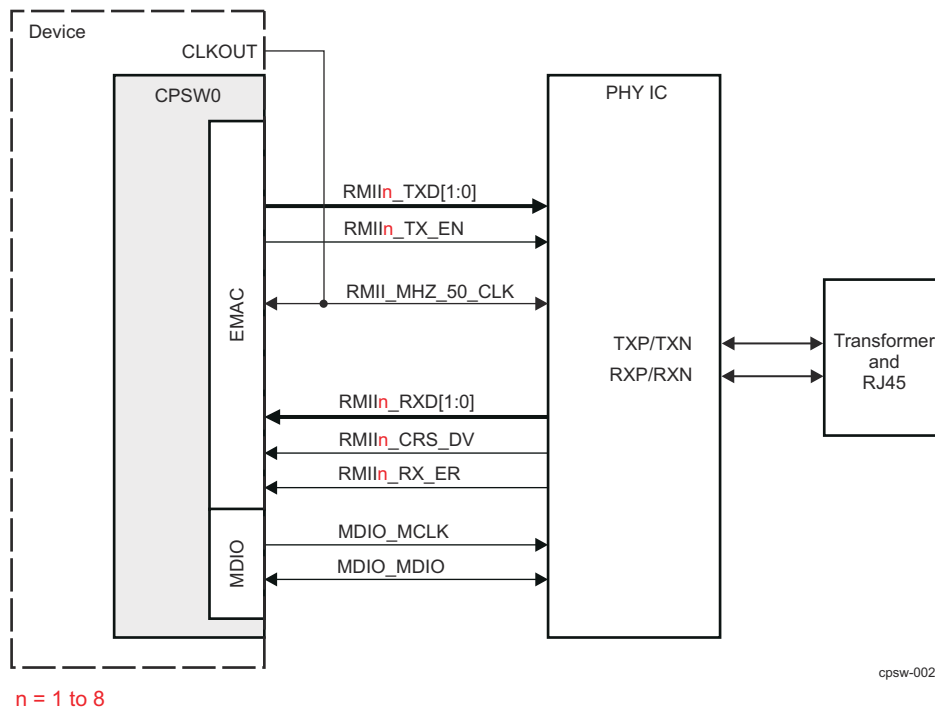 Device
CLKOUT
CPSW0
PHY IC
RMIIn_TXD[1:0]
RMIIn_TX_EN
RMII_MHZ_50_CLK
EMAC
TXP/TXN
RXP/RXN
Transformer
and
RJ45
RMIIn_RXD[1:0]
RMIIn_CRS_DV
RMIIn_RX_ER
MDIO_MCLK
MDIO_MDIO
MDIO
cpsw-002
n = 1 to 8